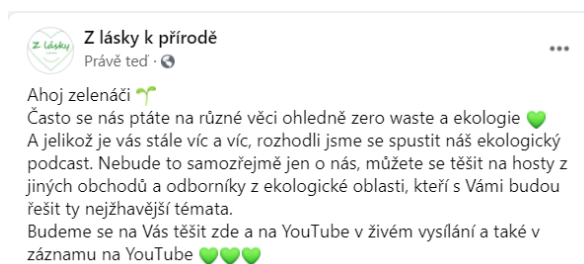 Z lásky
Z lásky k přírodě
Právě teď ·
Ahoj zelenáči 🌱
Často se nás ptáte na různé věci ohledně zero waste a ekologie 💚
A jelikož je vás stále víc a víc, rozhodli jsme se spustit náš ekologický
podcast. Nebude to samozřejmě jen o nás, můžete se těšit na hosty z
jiných obchodů a odborníky z ekologické oblasti, kteří s Vámi budou
řešit ty nejžhavější témata.
Budeme se na Vás těšit zde a na YouTube v živém vysílání a také v
záznamu na YouTube 💚💚💚